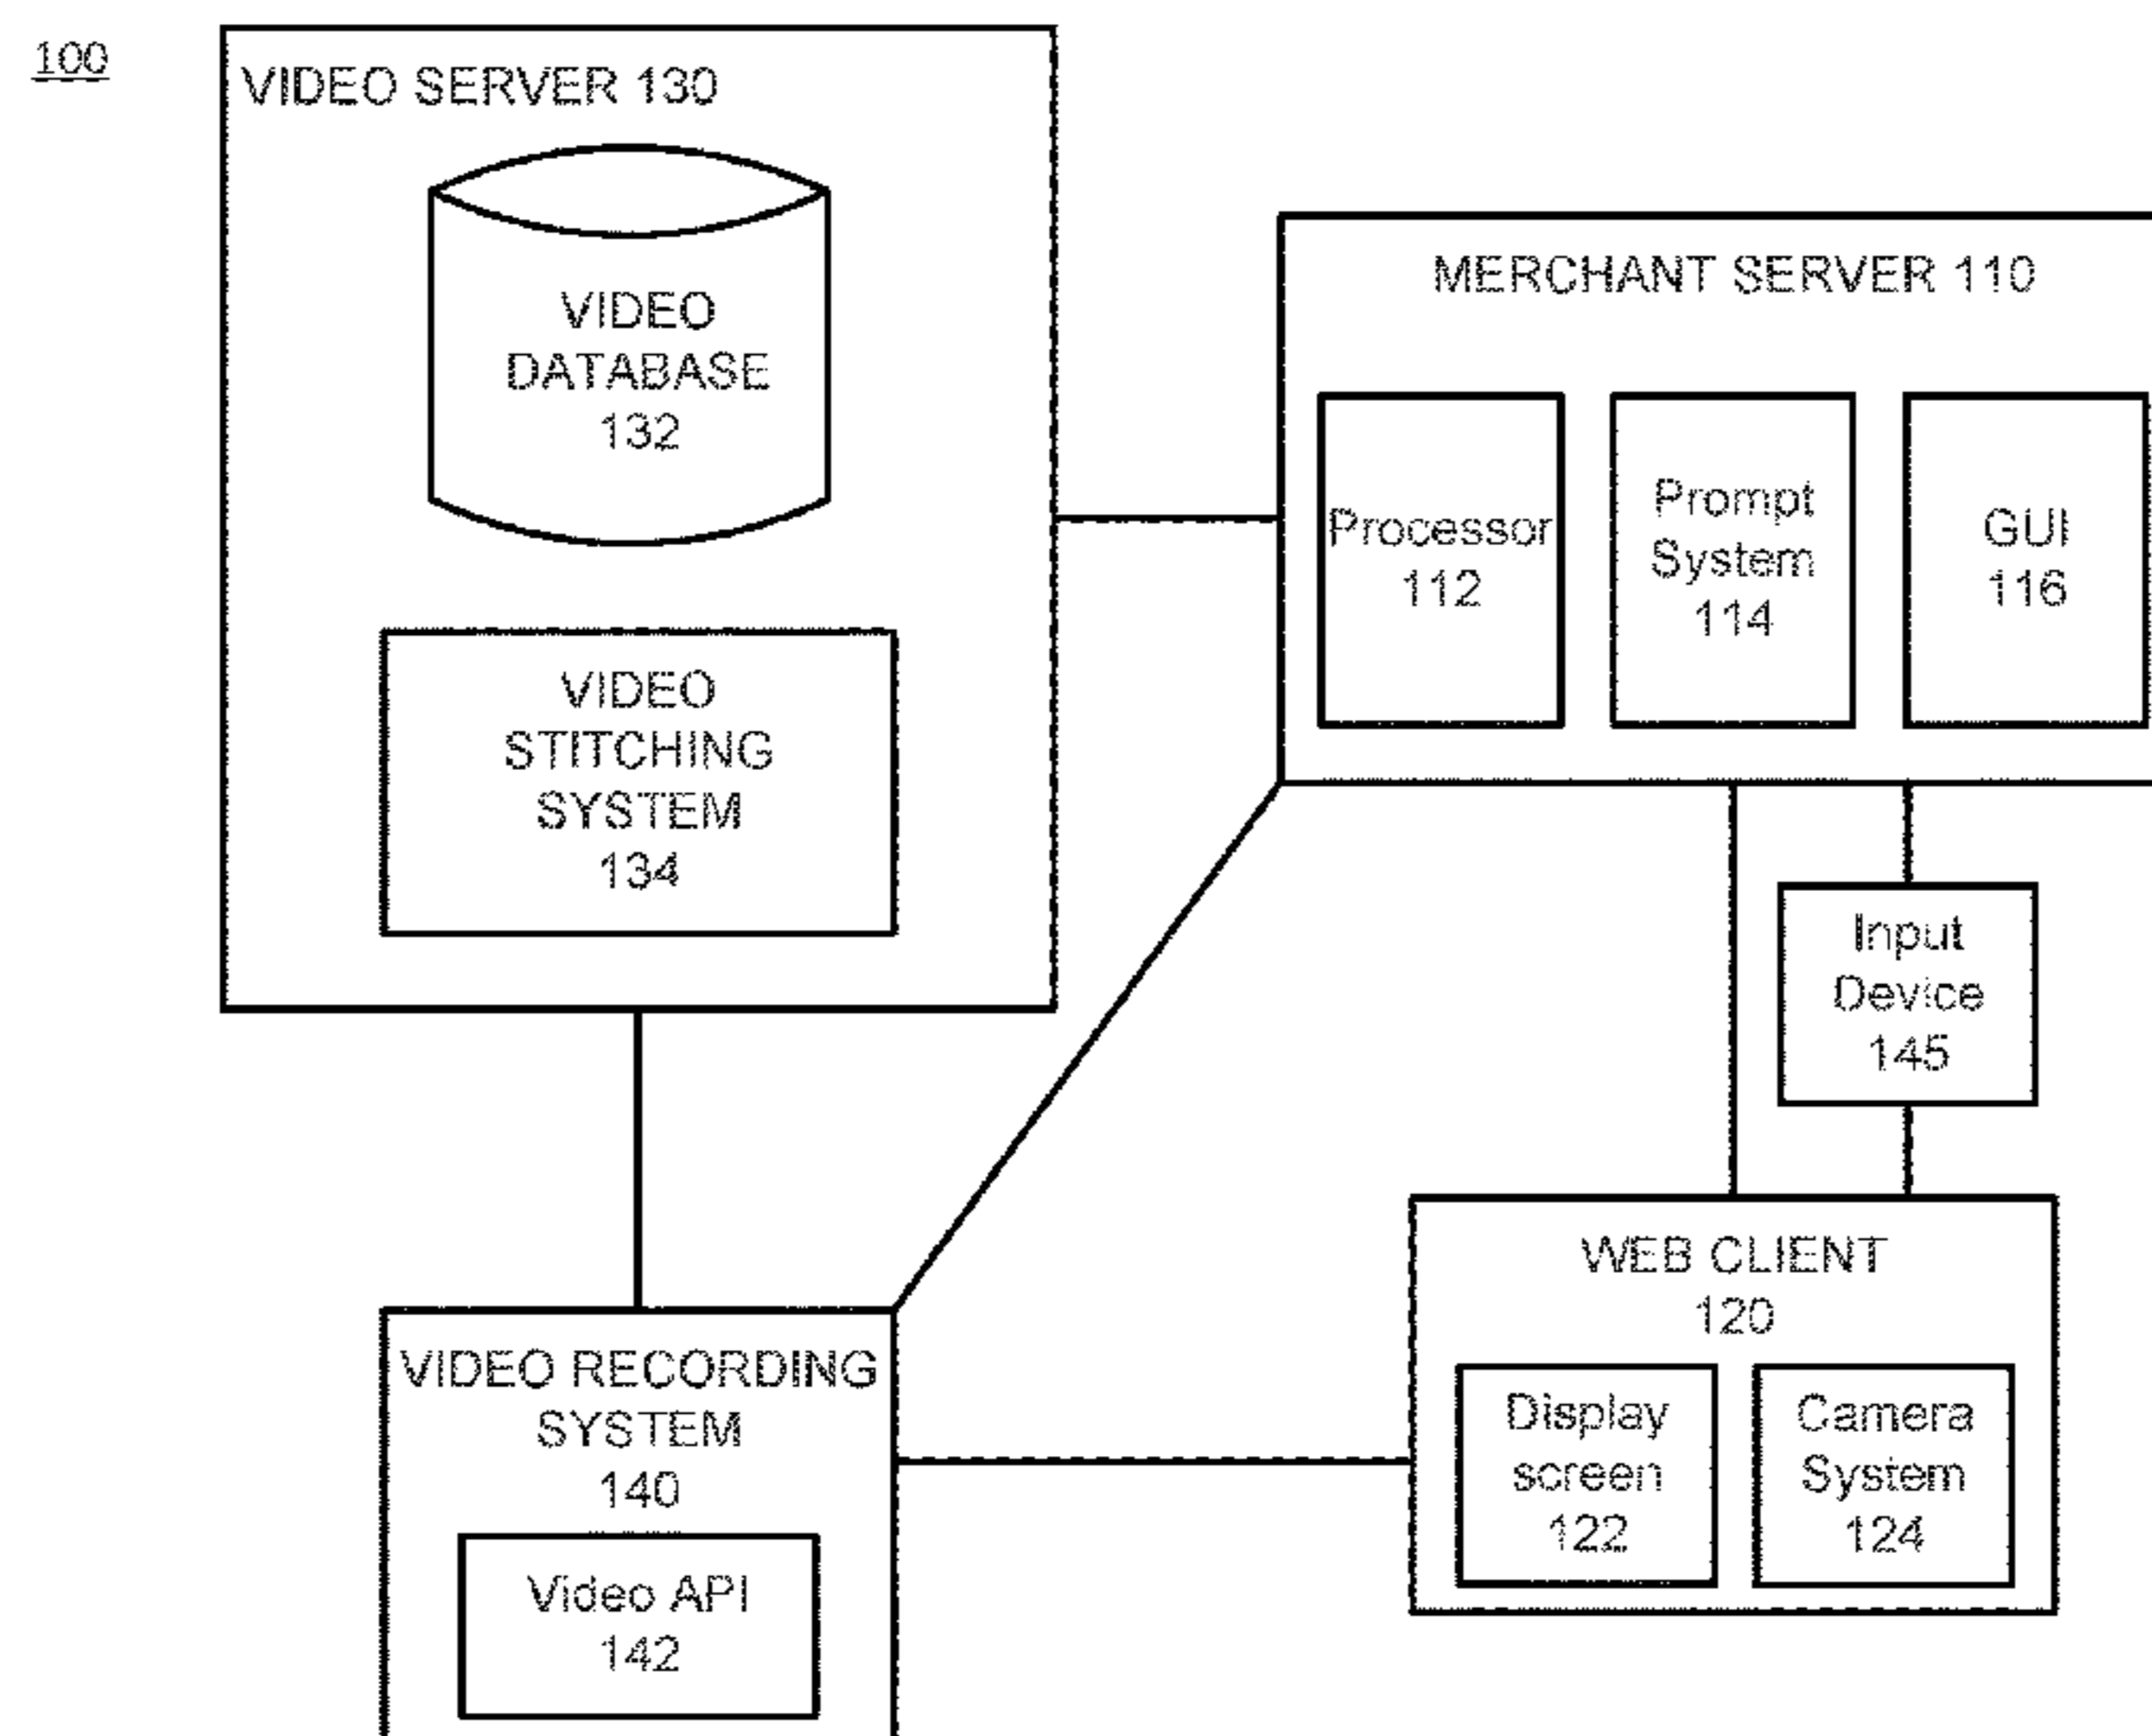 100
VIDEO SERVER 130
VIDEO
DATABASE
132
VIDEO
STITCHING
SYSTEM
134
MERCHANT SERVER 110
Processor
112
Prompt
System
114
GUI
116
Input
Device
145
WEB CLIENT
120
Display
screen
122
Camera
System
124
VIDEO RECORDING
SYSTEM
140
Video API
142